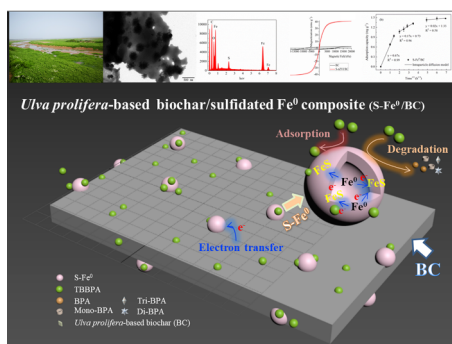 Ulva prolifera-based biochar/sulfidated Fe⁰ composite (S-Fe⁰/BC)
Adsorption
Degradation
FeS
Fe⁰
FeS
e⁻
e⁻
FeS
Fe⁰
e⁻
S-Fe⁰
e⁻
Electron transfer
BC
S-Fe⁰
TBBPA
BPA
Tri-BPA
Mono-BPA
Di-BPA
Ulva prolifera-based biochar (BC)